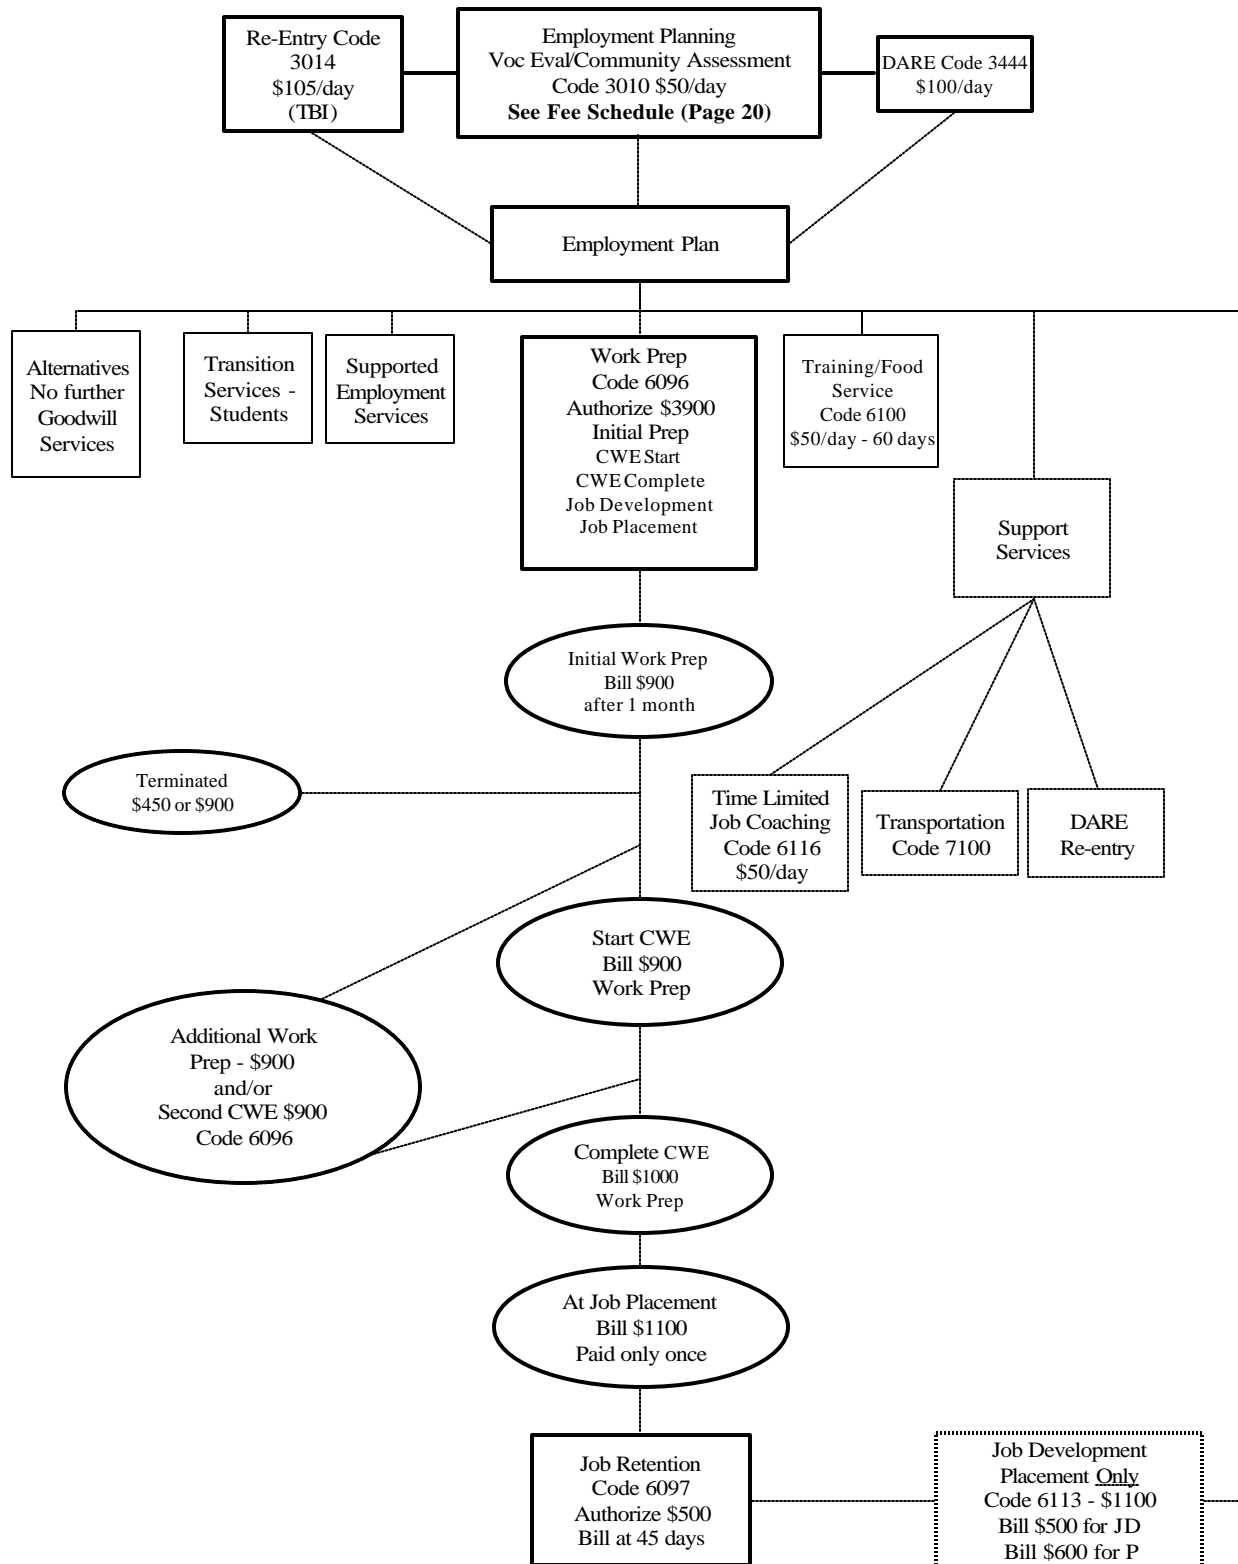 Re-Entry Code
3014
$105/day
(TBI)
Employment Planning
Voc Eval/Community Assessment
Code 3010 $50/day
See Fee Schedule (Page 20)
DARE Code 3444
$100/day
Employment Plan
Alternatives
No further
Goodwill
Services
Transition
Services -
Students
Supported
Employment
Services
Work Prep
Code 6096
Authorize $3900
Initial Prep
CWE Start
CWE Complete
Job Development
Job Placement
Training/Food
Service
Code 6100
$50/day - 60 days
Support
Services
Initial Work Prep
Bill $900
after 1 month
Terminated
$450 or $900
Time Limited
Job Coaching
Code 6116
$50/day
Transportation
Code 7100
DARE
Re-entry
Start CWE
Bill $900
Work Prep
Additional Work
Prep - $900
and/or
Second CWE $900
Code 6096
Complete CWE
Bill $1000
Work Prep
At Job Placement
Bill $1100
Paid only once
Job Retention
Code 6097
Authorize $500
Bill at 45 days
Job Development
Placement Only
Code 6113 - $1100
Bill $500 for JD
Bill $600 for P